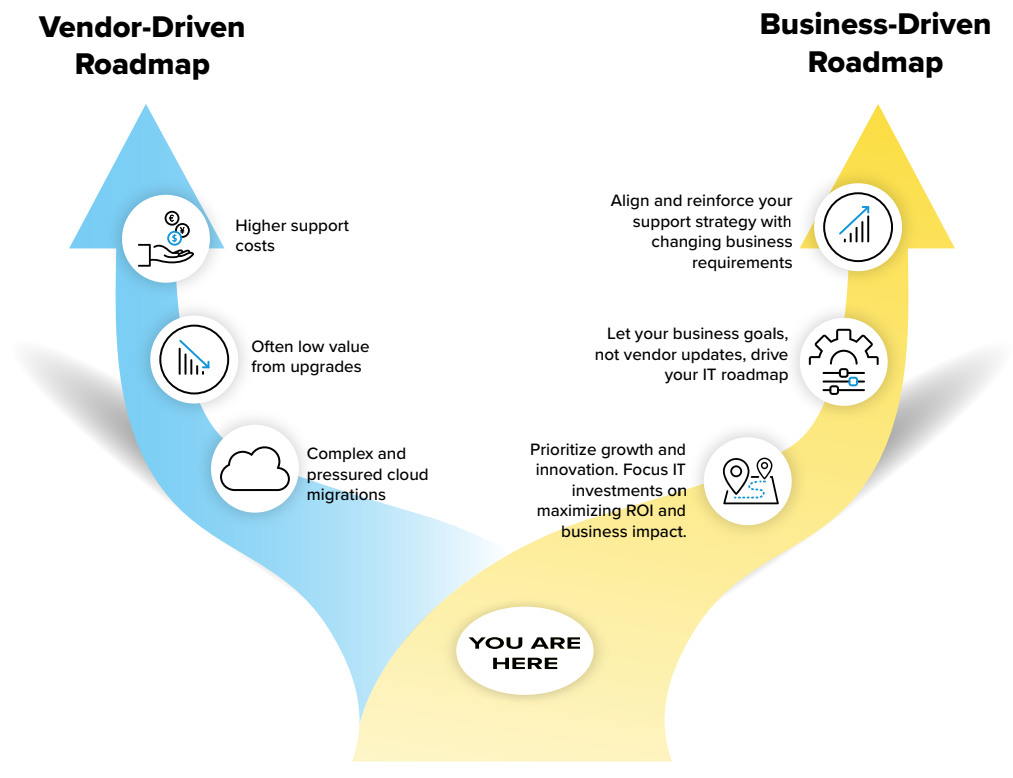 Vendor-Driven
Roadmap
Higher support
costs
Often low value
from upgrades
Complex and
pressured cloud
migrations
Business-Driven
Roadmap
Align and reinforce your
support strategy with
changing business
requirements
Let your business goals,
not vendor updates, drive
your IT roadmap
Prioritize growth and
innovation. Focus IT
investments on
maximizing ROI and
business impact.
YOU ARE
HERE
€
¥
$